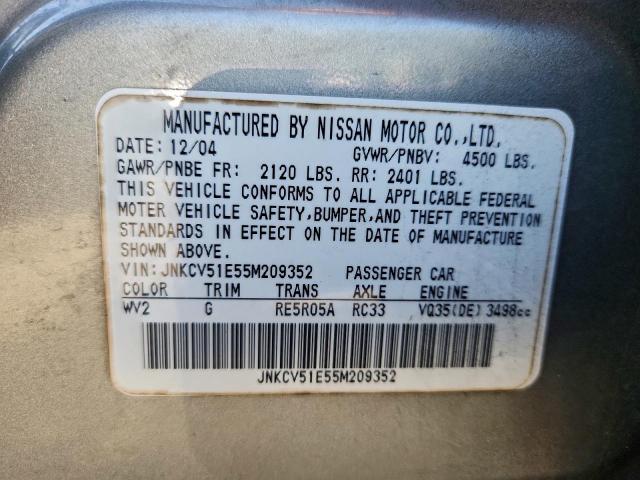 MANUFACTURED BY NISSAN MOTOR CO.,LTD.
DATE: 12/04 GVWR/PNBV: 4500 LBS.
GAWR/PNBE FR: 2120 LBS. RR: 2401 LBS.
THIS VEHICLE CONFORMS TO ALL APPLICABLE FEDERAL
MOTER VEHICLE SAFETY,BUMPER,AND THEFT PREVENTION
STANDARDS IN EFFECT ON THE DATE OF MANUFACTURE
SHOWN ABOVE.
VIN: JNKCV51E55M209352 PASSENGER CAR
COLOR TRIM TRANS AXLE ENGINE
WV2 G RE5R05A RC33 VQ35(DE) 3498cc
JNKCV51E55M209352